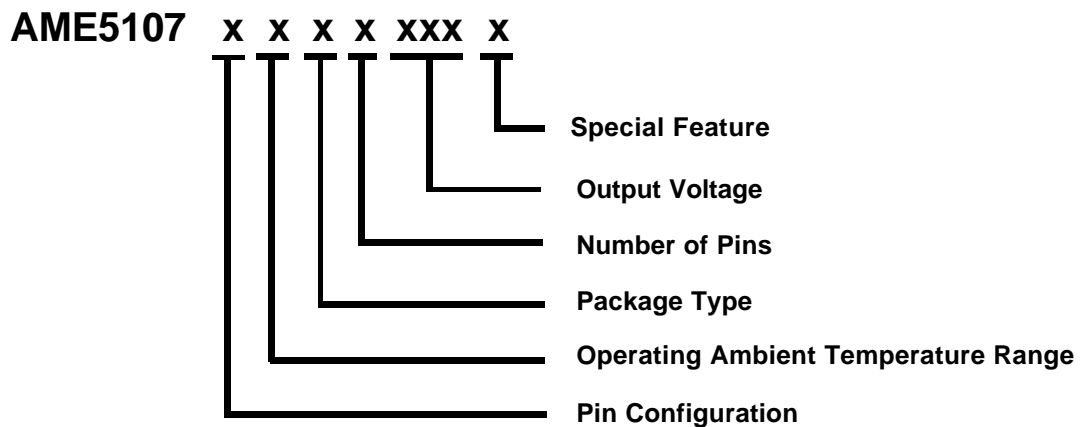 AME5107 x x x x xxx x
Special Feature
Output Voltage
Number of Pins
Package Type
Operating Ambient Temperature Range
Pin Configuration